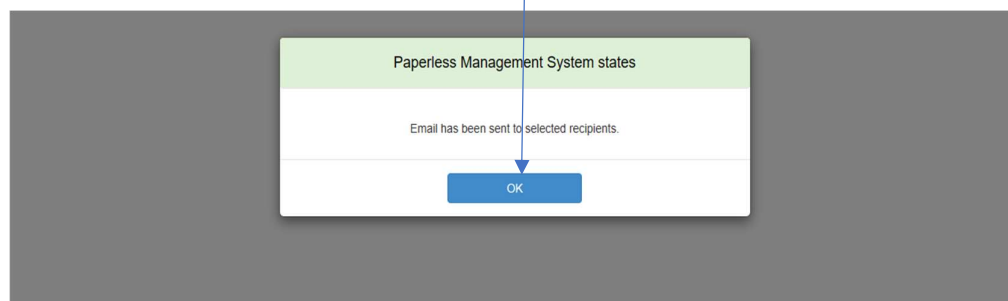 Paperless Management System states
Email has been sent to selected recipients.
OK